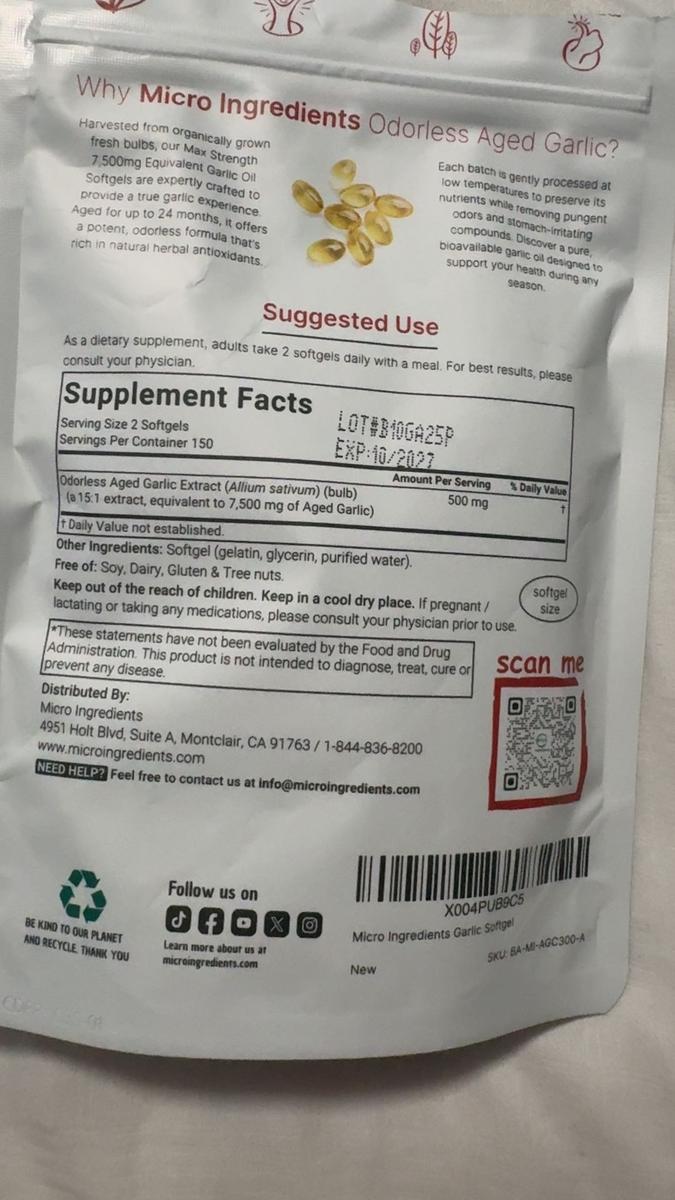 Why Micro Ingredients Odorless Aged Garlic?
Harvested from organically grown
fresh bulbs, our Max Strength
7,500mg Equivalent Garlic Oil
Softgels are expertly crafted to
provide a true garlic experience.
Aged for up to 24 months, it offers
a potent, odorless formula that's
rich in natural herbal antioxidants.
Each batch is gently processed at
low temperatures to preserve its
nutrients while removing pungent
odors and stomach-irritating
compounds. Discover a pure,
bioavailable garlic oil designed to
support your health during any
season.
Suggested Use
As a dietary supplement, adults take 2 softgels daily with a meal. For best results, please
consult your physician.
Supplement Facts
Serving Size 2 Softgels
Servings Per Container 150
LOT#B10GA25P
EXP:10/2027
Amount Per Serving % Daily Value
Odorless Aged Garlic Extract (Allium sativum) (bulb) 500 mg †
(a 15:1 extract, equivalent to 7,500 mg of Aged Garlic)
† Daily Value not established.
Other Ingredients: Softgel (gelatin, glycerin, purified water).
Free of: Soy, Dairy, Gluten & Tree nuts.
Keep out of the reach of children. Keep in a cool dry place. If pregnant /
lactating or taking any medications, please consult your physician prior to use.
softgel
size
*These statements have not been evaluated by the Food and Drug
Administration. This product is not intended to diagnose, treat, cure or
prevent any disease.
scan me
Distributed By:
Micro Ingredients
4951 Holt Blvd, Suite A, Montclair, CA 91763 / 1-844-836-8200
www.microingredients.com
NEED HELP? Feel free to contact us at info@microingredients.com
BE KIND TO OUR PLANET
AND RECYCLE. THANK YOU
Follow us on
Learn more about us at
microingredients.com
X004PUB9C5
Micro Ingredients Garlic Softgel
New
SKU: BA-MI-AGC300-A